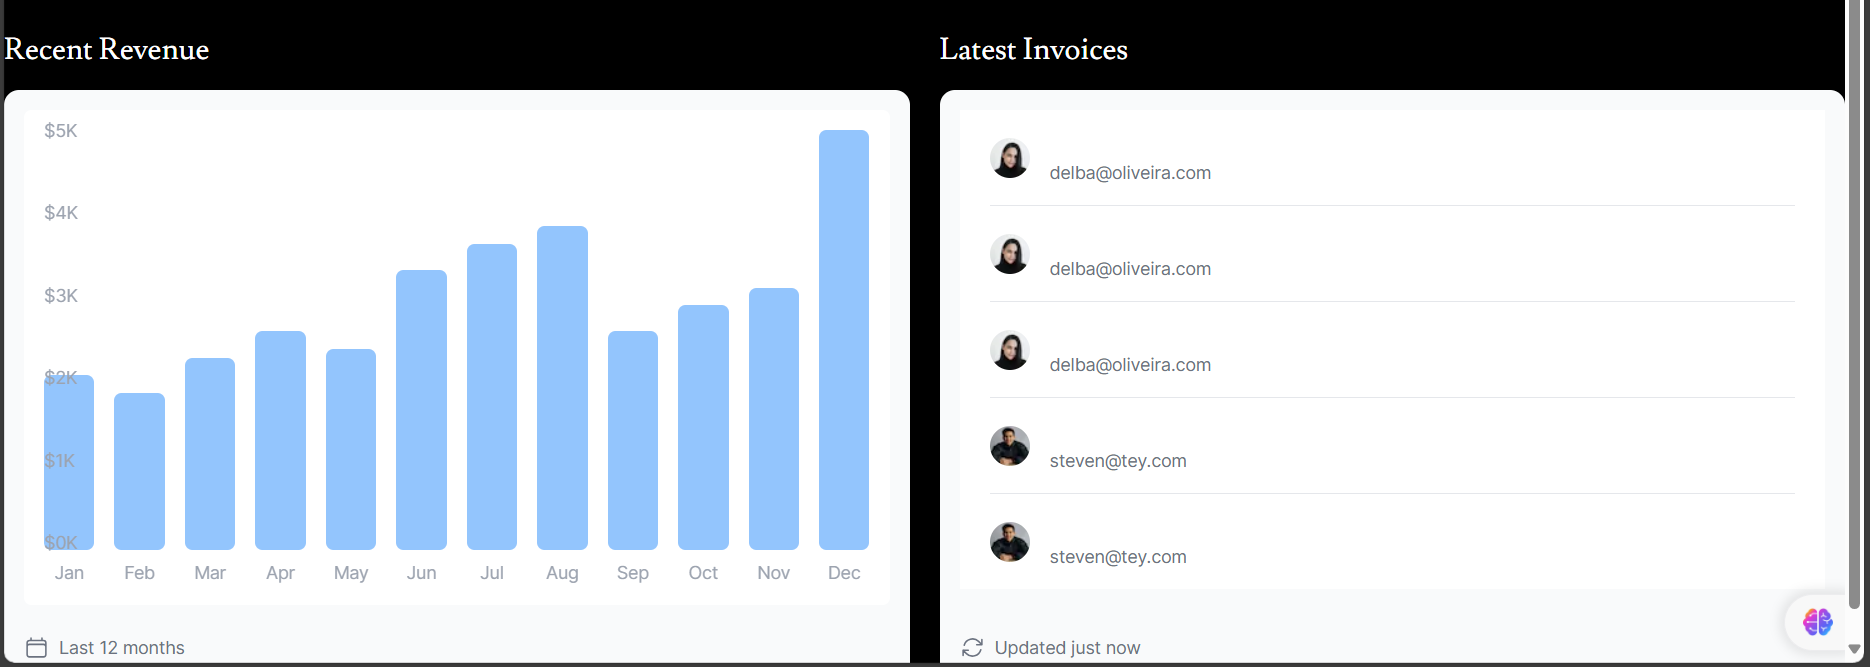 Recent Revenue
$5K
$4K
$3K
$2K
$1K
$0K
Jan Feb Mar Apr May Jun Jul Aug Sep Oct Nov Dec
Last 12 months
Latest Invoices
delba@oliveira.com
delba@oliveira.com
delba@oliveira.com
steven@tey.com
steven@tey.com
Updated just now